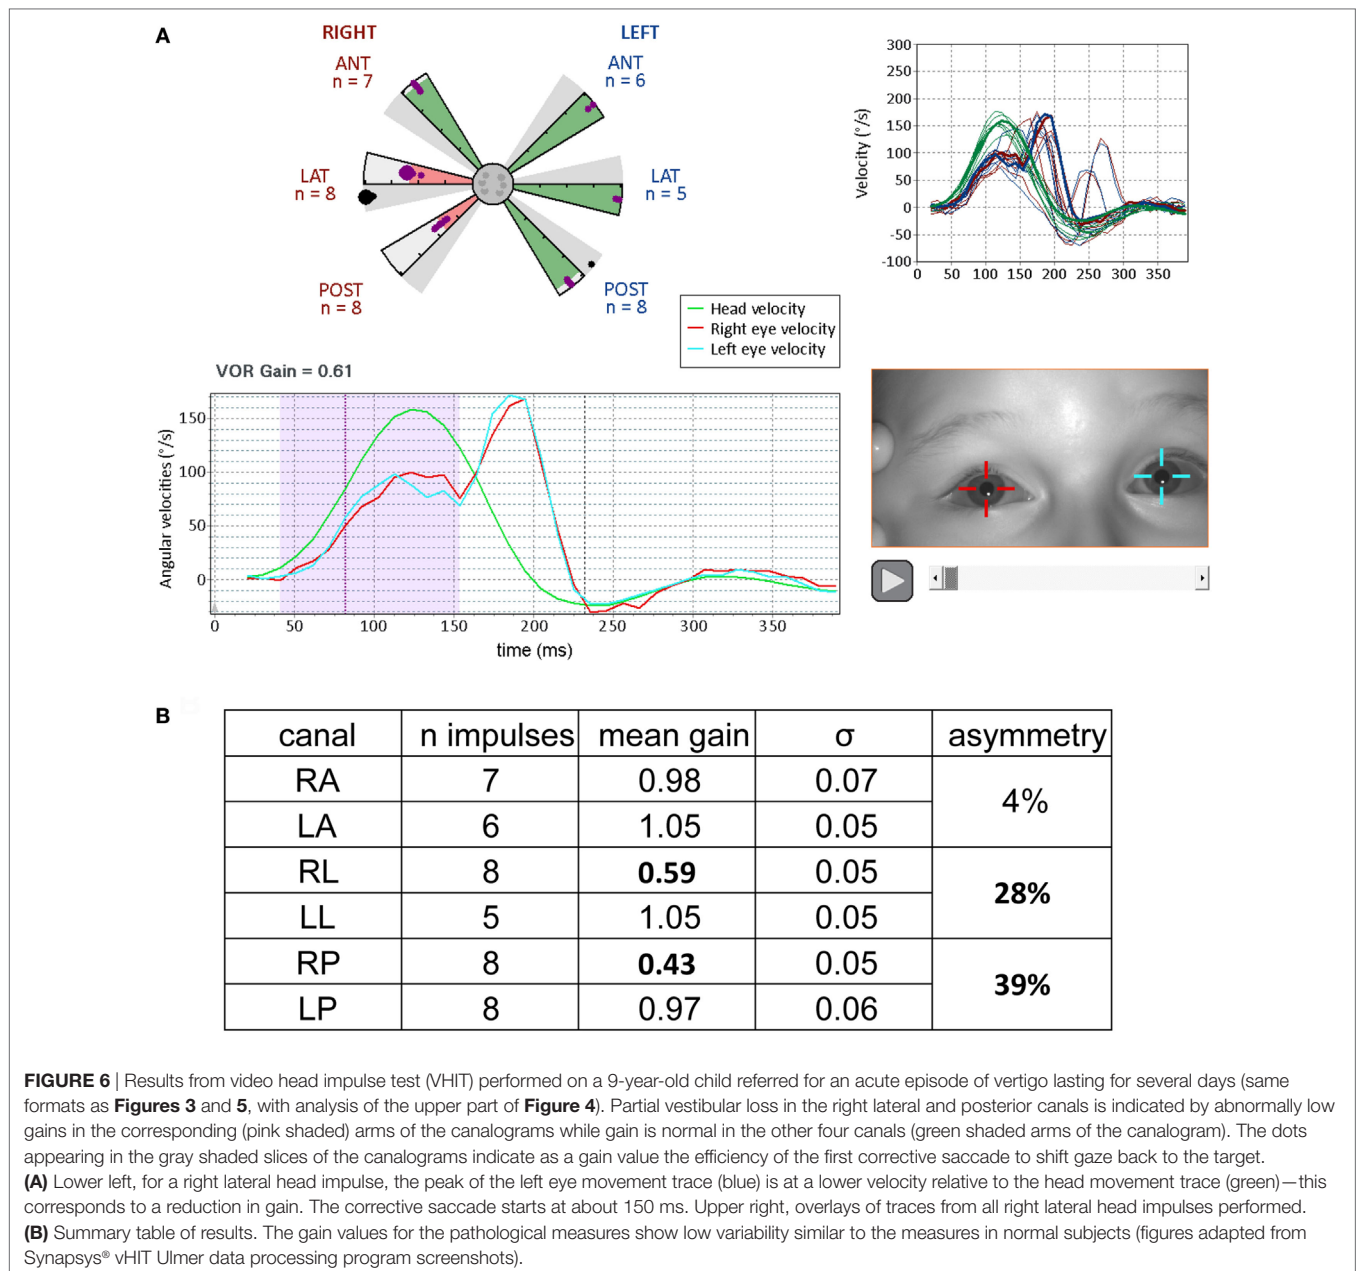 A
RIGHT
LEFT
ANT
n = 7
ANT
n = 6
LAT
n = 8
LAT
n = 5
POST
n = 8
POST
n = 8
300
250
200
150
100
50
0
-50
-100
Velocity (°/s)
0 50 100 150 200 250 300 350
Head velocity
Right eye velocity
Left eye velocity
VOR Gain = 0.61
Angular velocities (°/s)
150
100
50
0
0 50 100 150 200 250 300 350
time (ms)
B
canal n impulses mean gain σ asymmetry
RA 7 0.98 0.07 4%
LA 6 1.05 0.05
RL 8 0.59 0.05 28%
LL 5 1.05 0.05
RP 8 0.43 0.05 39%
LP 8 0.97 0.06
FIGURE 6 | Results from video head impulse test (VHIT) performed on a 9-year-old child referred for an acute episode of vertigo lasting for several days (same
formats as Figures 3 and 5, with analysis of the upper part of Figure 4). Partial vestibular loss in the right lateral and posterior canals is indicated by abnormally low
gains in the corresponding (pink shaded) arms of the canalograms while gain is normal in the other four canals (green shaded arms of the canalogram). The dots
appearing in the gray shaded slices of the canalograms indicate as a gain value the efficiency of the first corrective saccade to shift gaze back to the target.
(A) Lower left, for a right lateral head impulse, the peak of the left eye movement trace (blue) is at a lower velocity relative to the head movement trace (green)—this
corresponds to a reduction in gain. The corrective saccade starts at about 150 ms. Upper right, overlays of traces from all right lateral head impulses performed.
(B) Summary table of results. The gain values for the pathological measures show low variability similar to the measures in normal subjects (figures adapted from
Synapsys® vHIT Ulmer data processing program screenshots).